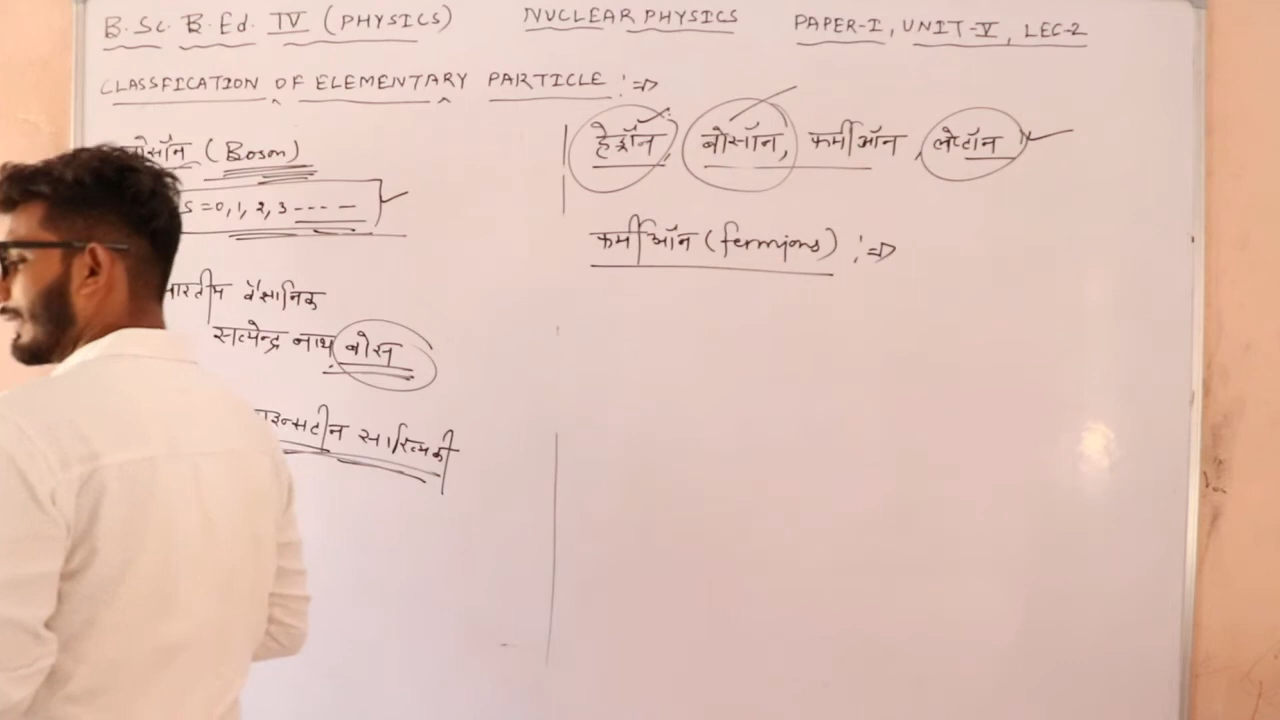 B.Sc. B.Ed. IV (PHYSICS) NUCLEAR PHYSICS PAPER-I, UNIT-V, LEC-2
CLASSFICATION OF ELEMENTARY PARTICLE :⇒
बोसॉन (Boson)
S=0,1,2,3-----
भारतीय वैज्ञानिक
सत्येन्द्र नाथ बोस
हेड्रॉन, बोसॉन, फर्मीऑन, लेप्टॉन
फर्मीऑन (fermions) :⇒